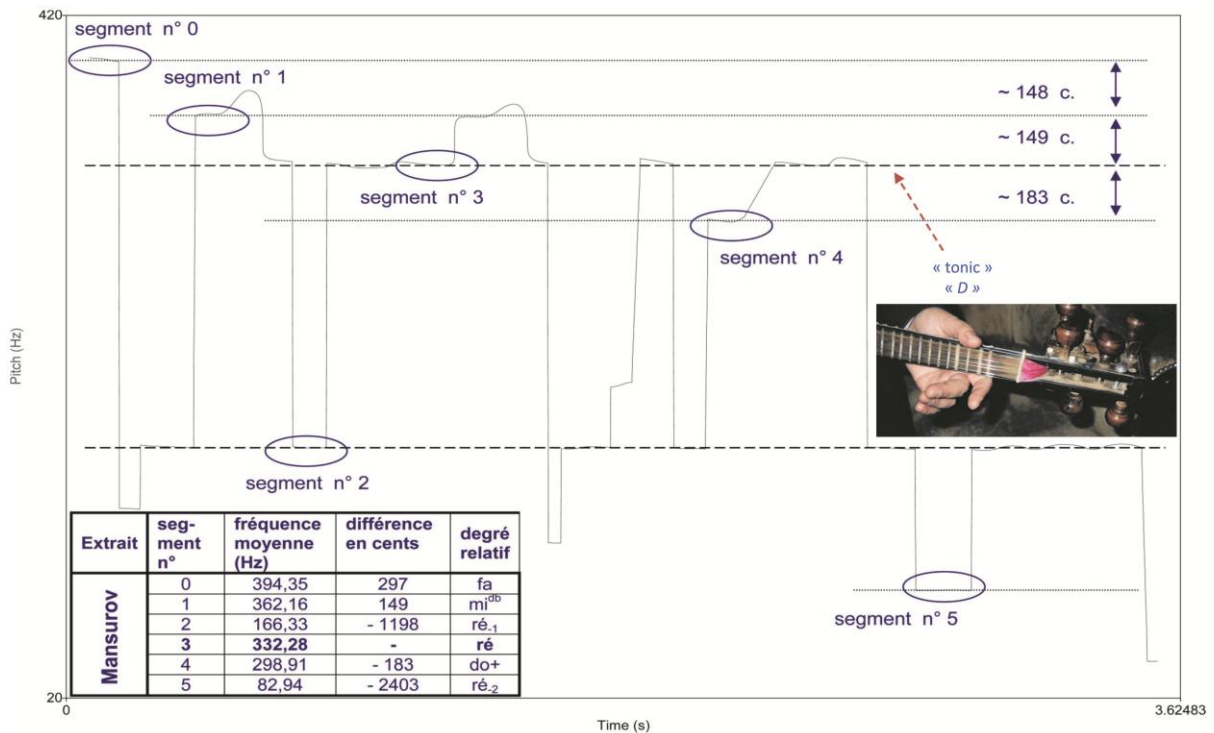 420
segment n° 0
segment n° 1
~ 148 c.
~ 149 c.
segment n° 3
~ 183 c.
segment n° 4
« tonic »
« D »
Pitch (Hz)
segment n° 2
Extrait segment n° fréquence moyenne (Hz) différence en cents degré relatif
Mansurov
0 394,35 297 fa
1 362,16 149 mi^db
2 166,33 - 1198 ré-1
3 332,28 - ré
4 298,91 - 183 do+
5 82,94 - 2403 ré-2
segment n° 5
20
0
3.62483
Time (s)